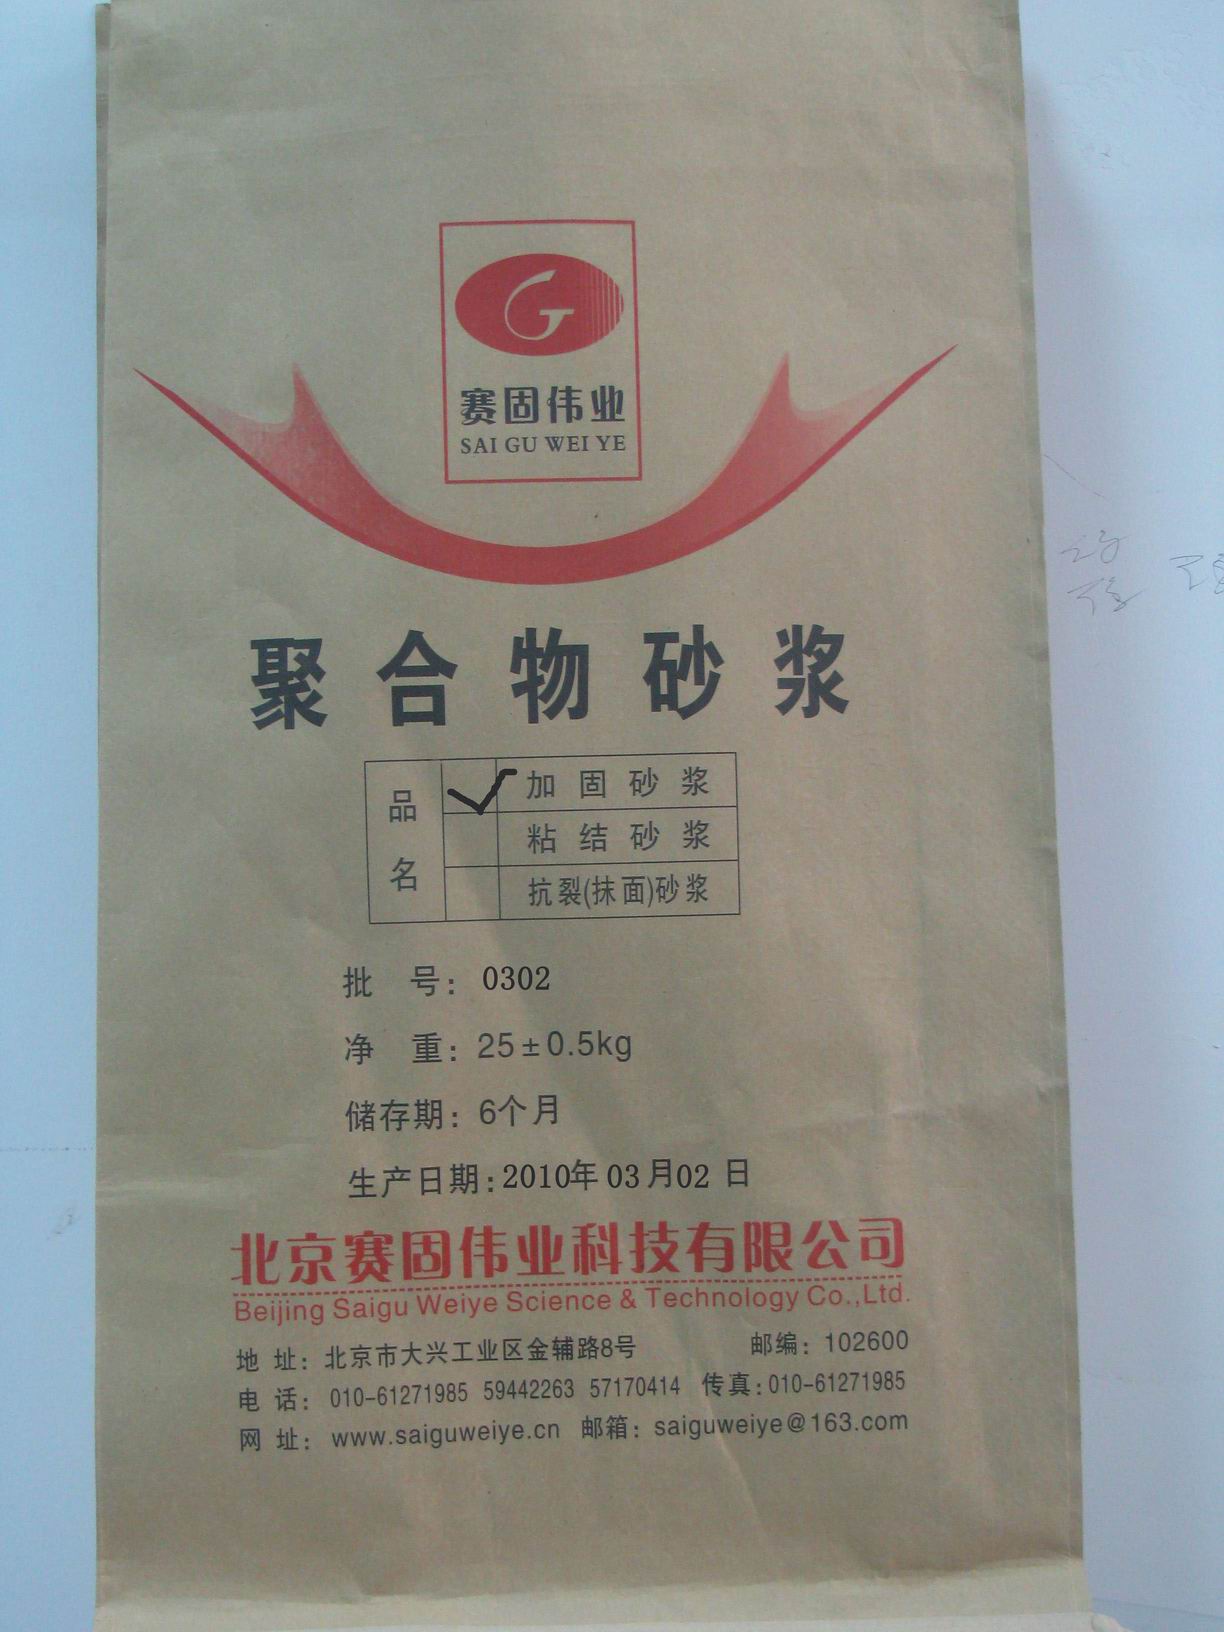 赛固伟业
SAI GU WEI YE
聚合物砂浆
品名
加固砂浆
粘结砂浆
抗裂(抹面)砂浆
批 号: 0302
净 重: 25±0.5kg
储存期: 6个月
生产日期:2010年03月02日
北京赛固伟业科技有限公司
Beijing Saigu Weiye Science & Technology Co.,Ltd.
地 址: 北京市大兴工业区金辅路8号 邮编: 102600
电 话: 010-61271985 59442263 57170414 传真:010-61271985
网 址: www.saiguweiye.cn 邮箱: saiguweiye@163.com